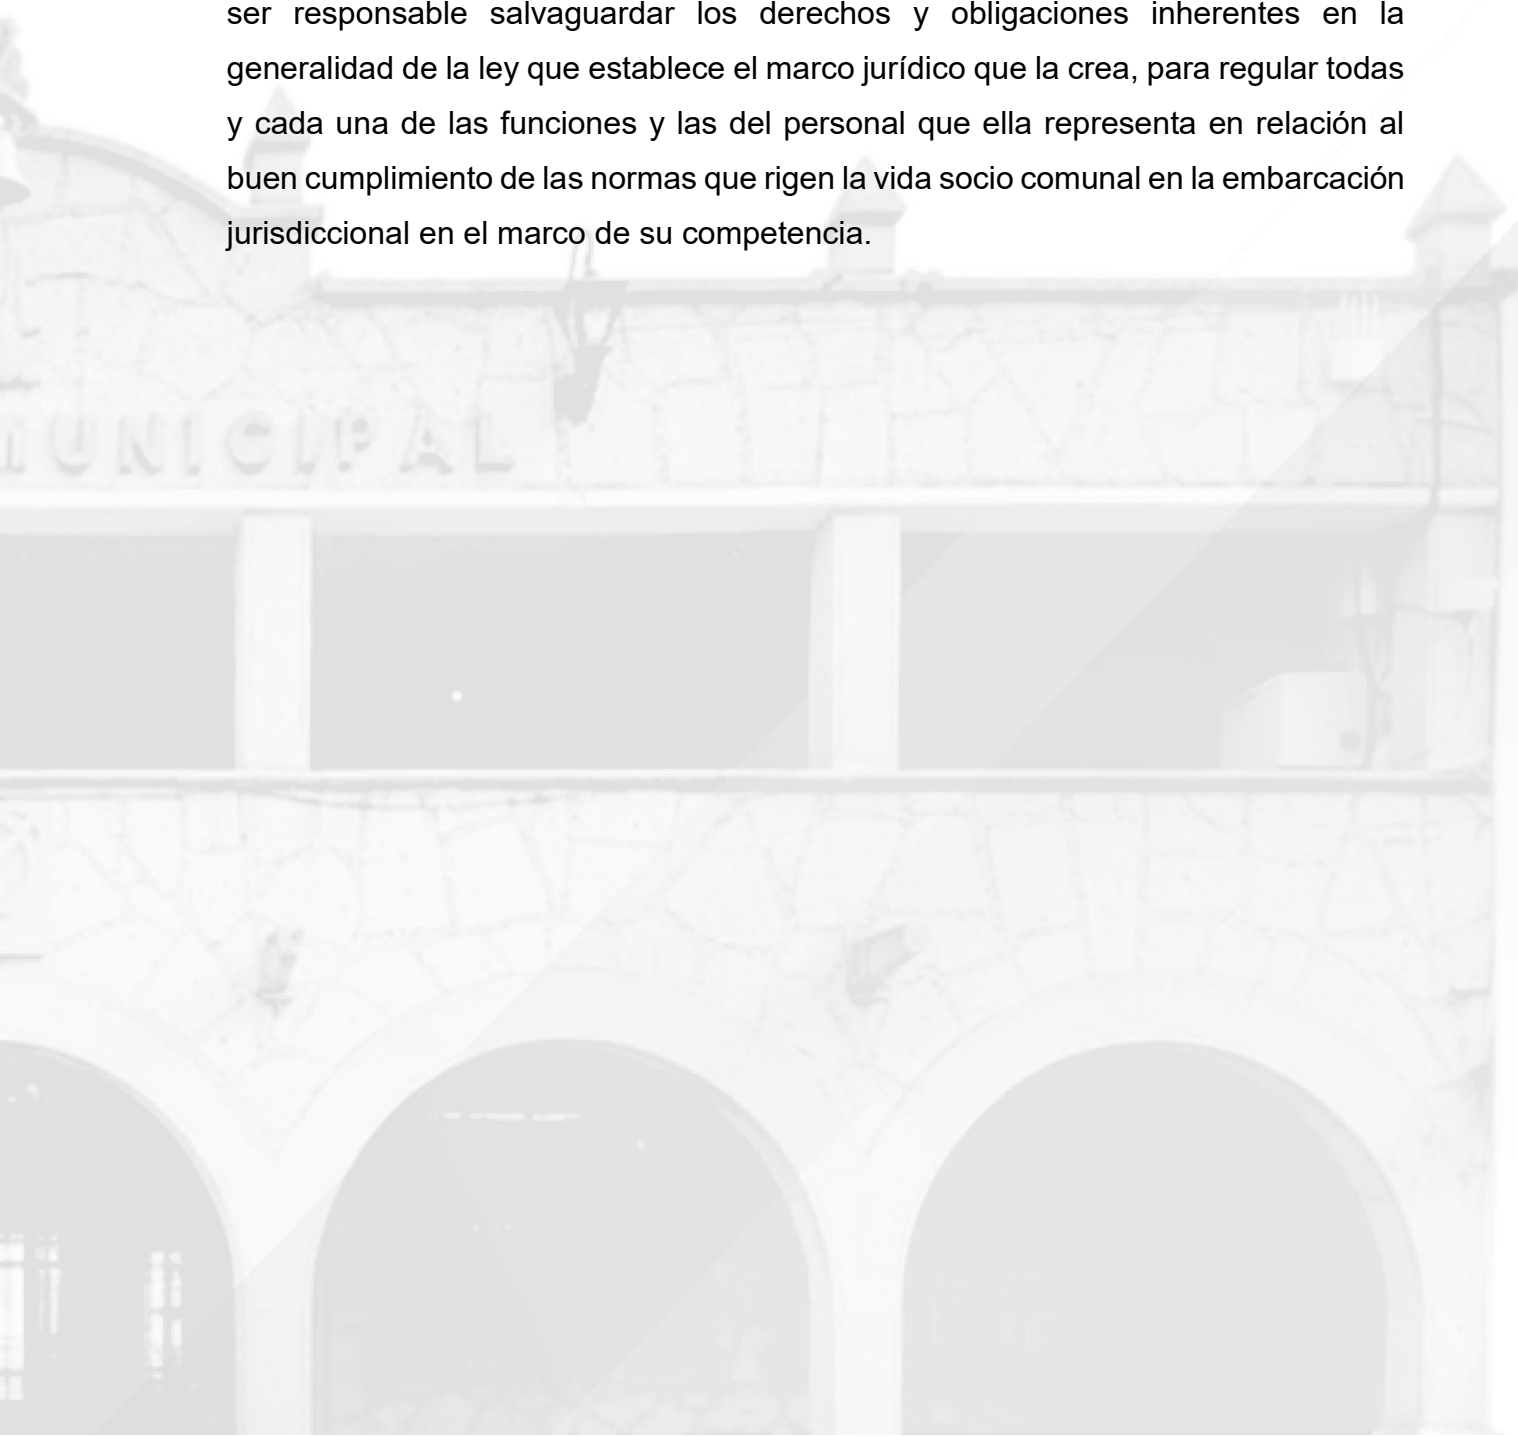 ser responsable salvaguardar los derechos y obligaciones inherentes en la
generalidad de la ley que establece el marco jurídico que la crea, para regular todas
y cada una de las funciones y las del personal que ella representa en relación al
buen cumplimiento de las normas que rigen la vida socio comunal en la embarcación
jurisdiccional en el marco de su competencia.
MUNICIPAL